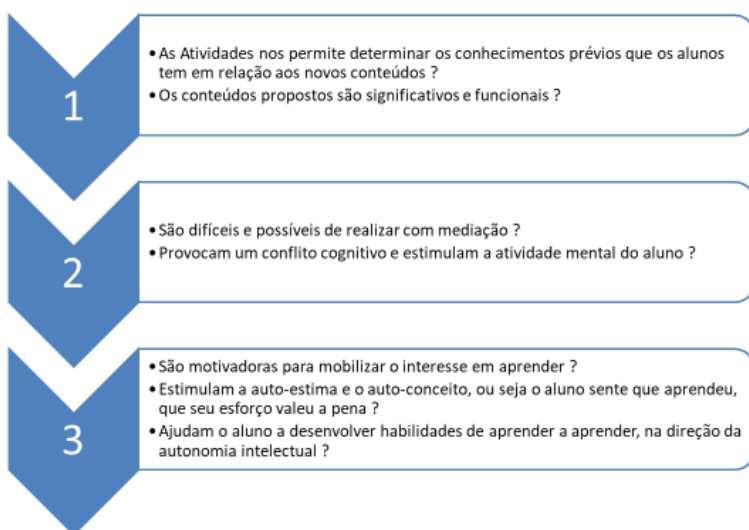 1
• As Atividades nos permite determinar os conhecimentos prévios que os alunos
tem em relação aos novos conteúdos ?
• Os conteúdos propostos são significativos e funcionais ?
2
• São difíceis e possíveis de realizar com mediação ?
• Provocam um conflito cognitivo e estimulam a atividade mental do aluno ?
3
• São motivadoras para mobilizar o interesse em aprender ?
• Estimulam a auto-estima e o auto-conceito, ou seja o aluno sente que aprendeu,
que seu esforço valeu a pena ?
• Ajudam o aluno a desenvolver habilidades de aprender a aprender, na direção da
autonomia intelectual ?